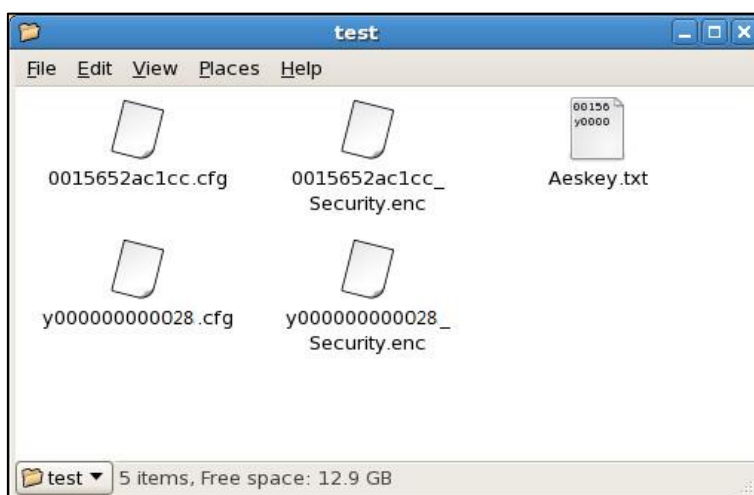 test
File Edit View Places Help
00156
y0000
0015652ac1cc.cfg
0015652ac1cc_
Security.enc
Aeskey.txt
y000000000028.cfg
y000000000028_
Security.enc
test 5 items, Free space: 12.9 GB